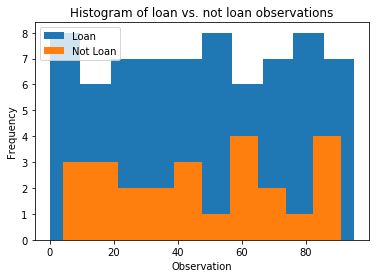 Histogram of loan vs. not loan observations
Loan
Not Loan
8
7
6
5
4
3
2
1
0
Frequency
0 20 40 60 80
Observation